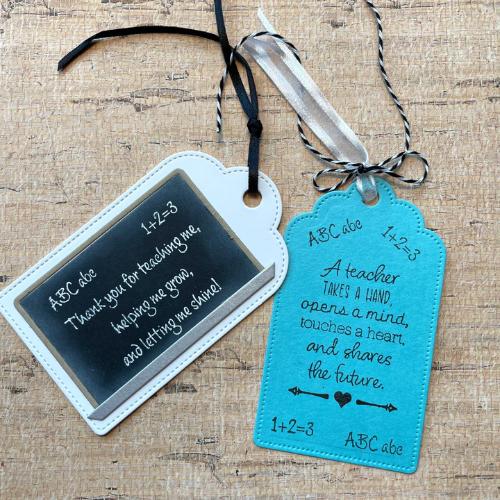 ABC abc 1+2=3
Thank you for teaching me,
helping me grow,
and letting me shine!
ABC abc 1+2=3
A teacher
TAKES A HAND,
opens a mind,
touches a heart,
and shares
the future.
1+2=3 ABC abc